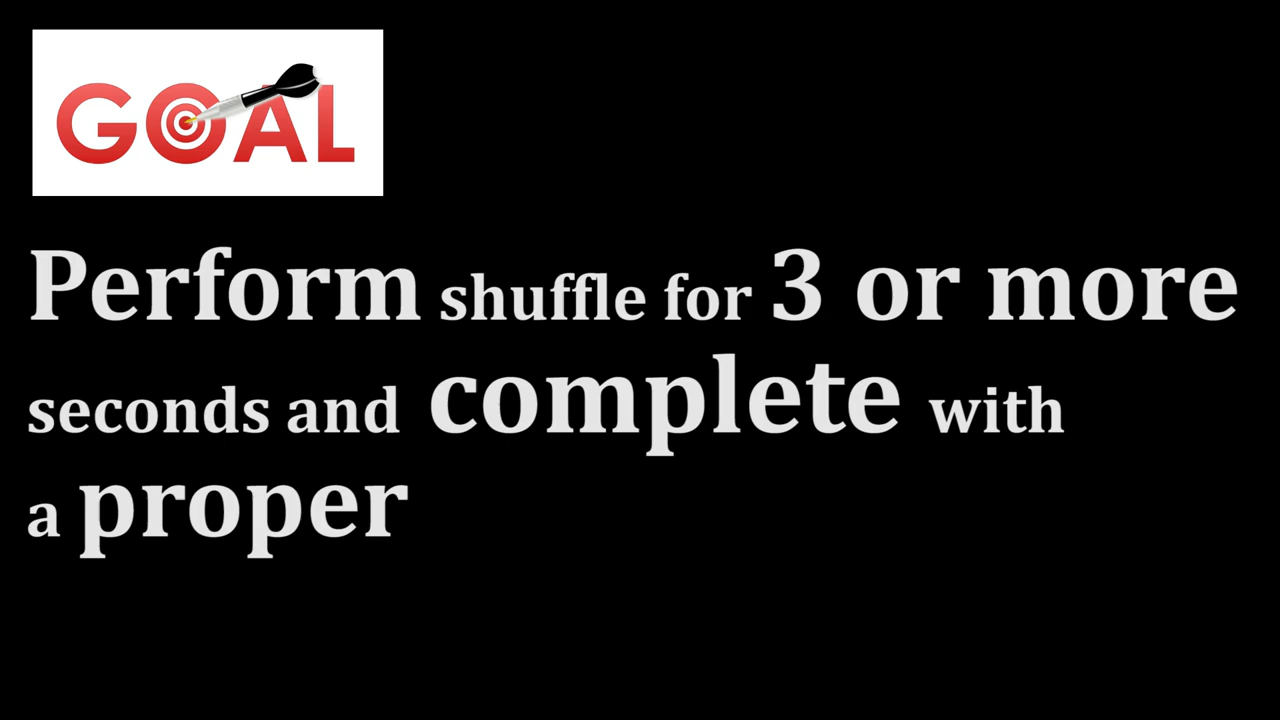 GOAL
Perform shuffle for 3 or more
seconds and complete with
a proper